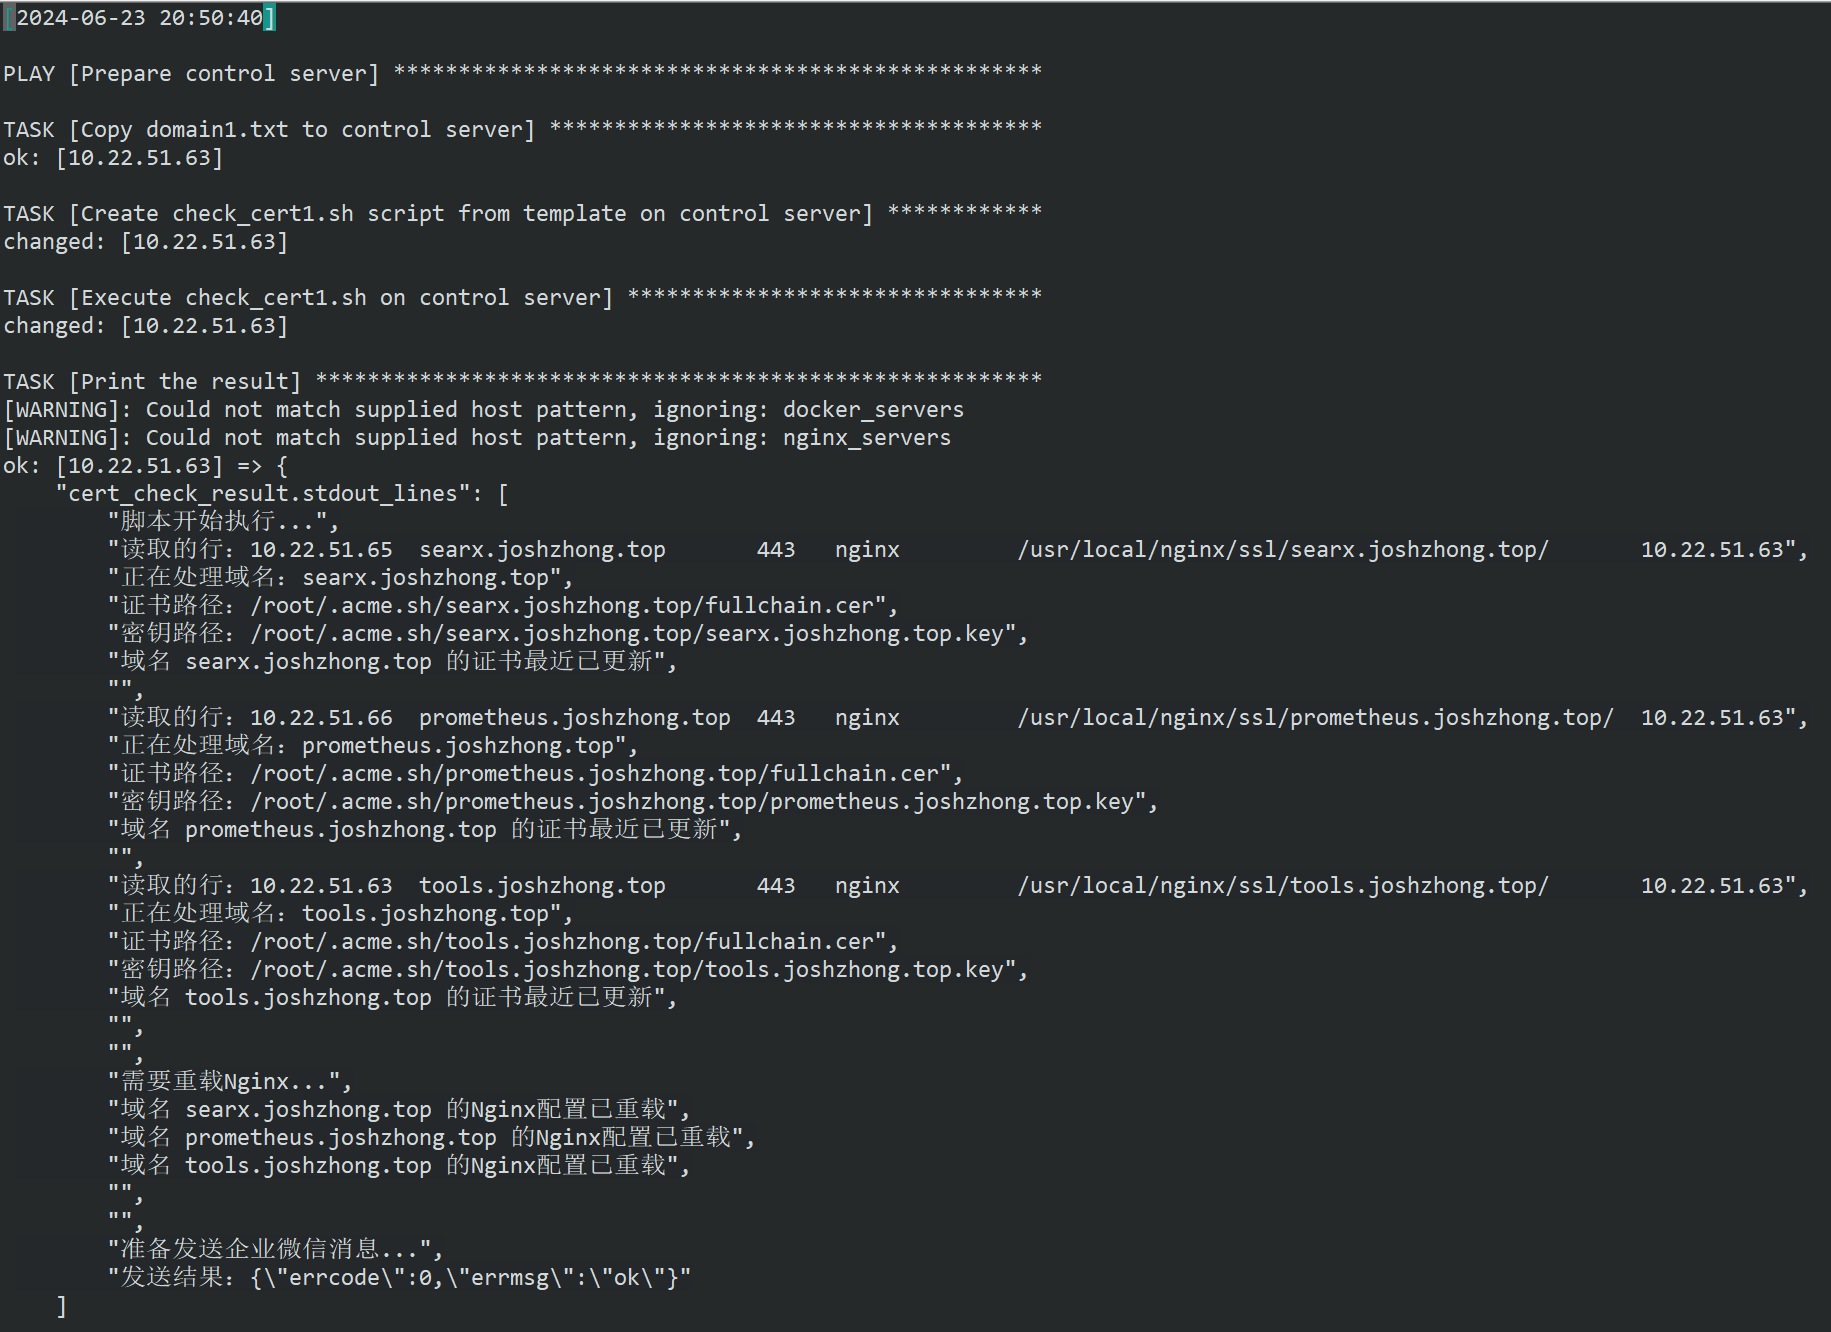 [2024-06-23 20:50:40]
PLAY [Prepare control server] **************************************************
TASK [Copy domain1.txt to control server] **************************************
ok: [10.22.51.63]
TASK [Create check_cert1.sh script from template on control server] ************
changed: [10.22.51.63]
TASK [Execute check_cert1.sh on control server] ********************************
changed: [10.22.51.63]
TASK [Print the result] ********************************************************
[WARNING]: Could not match supplied host pattern, ignoring: docker_servers
[WARNING]: Could not match supplied host pattern, ignoring: nginx_servers
ok: [10.22.51.63] => {
    "cert_check_result.stdout_lines": [
        "脚本开始执行...",
        "读取的行：10.22.51.65  searx.joshzhong.top       443   nginx         /usr/local/nginx/ssl/searx.joshzhong.top/       10.22.51.63",
        "正在处理域名：searx.joshzhong.top",
        "证书路径：/root/.acme.sh/searx.joshzhong.top/fullchain.cer",
        "密钥路径：/root/.acme.sh/searx.joshzhong.top/searx.joshzhong.top.key",
        "域名 searx.joshzhong.top 的证书最近已更新",
        "",
        "读取的行：10.22.51.66  prometheus.joshzhong.top  443   nginx         /usr/local/nginx/ssl/prometheus.joshzhong.top/  10.22.51.63",
        "正在处理域名：prometheus.joshzhong.top",
        "证书路径：/root/.acme.sh/prometheus.joshzhong.top/fullchain.cer",
        "密钥路径：/root/.acme.sh/prometheus.joshzhong.top/prometheus.joshzhong.top.key",
        "域名 prometheus.joshzhong.top 的证书最近已更新",
        "",
        "读取的行：10.22.51.63  tools.joshzhong.top       443   nginx         /usr/local/nginx/ssl/tools.joshzhong.top/       10.22.51.63",
        "正在处理域名：tools.joshzhong.top",
        "证书路径：/root/.acme.sh/tools.joshzhong.top/fullchain.cer",
        "密钥路径：/root/.acme.sh/tools.joshzhong.top/tools.joshzhong.top.key",
        "域名 tools.joshzhong.top 的证书最近已更新",
        "",
        "",
        "需要重载Nginx...",
        "域名 searx.joshzhong.top 的Nginx配置已重载",
        "域名 prometheus.joshzhong.top 的Nginx配置已重载",
        "域名 tools.joshzhong.top 的Nginx配置已重载",
        "",
        "",
        "准备发送企业微信消息...",
        "发送结果：{\"errcode\":0,\"errmsg\":\"ok\"}"
    ]